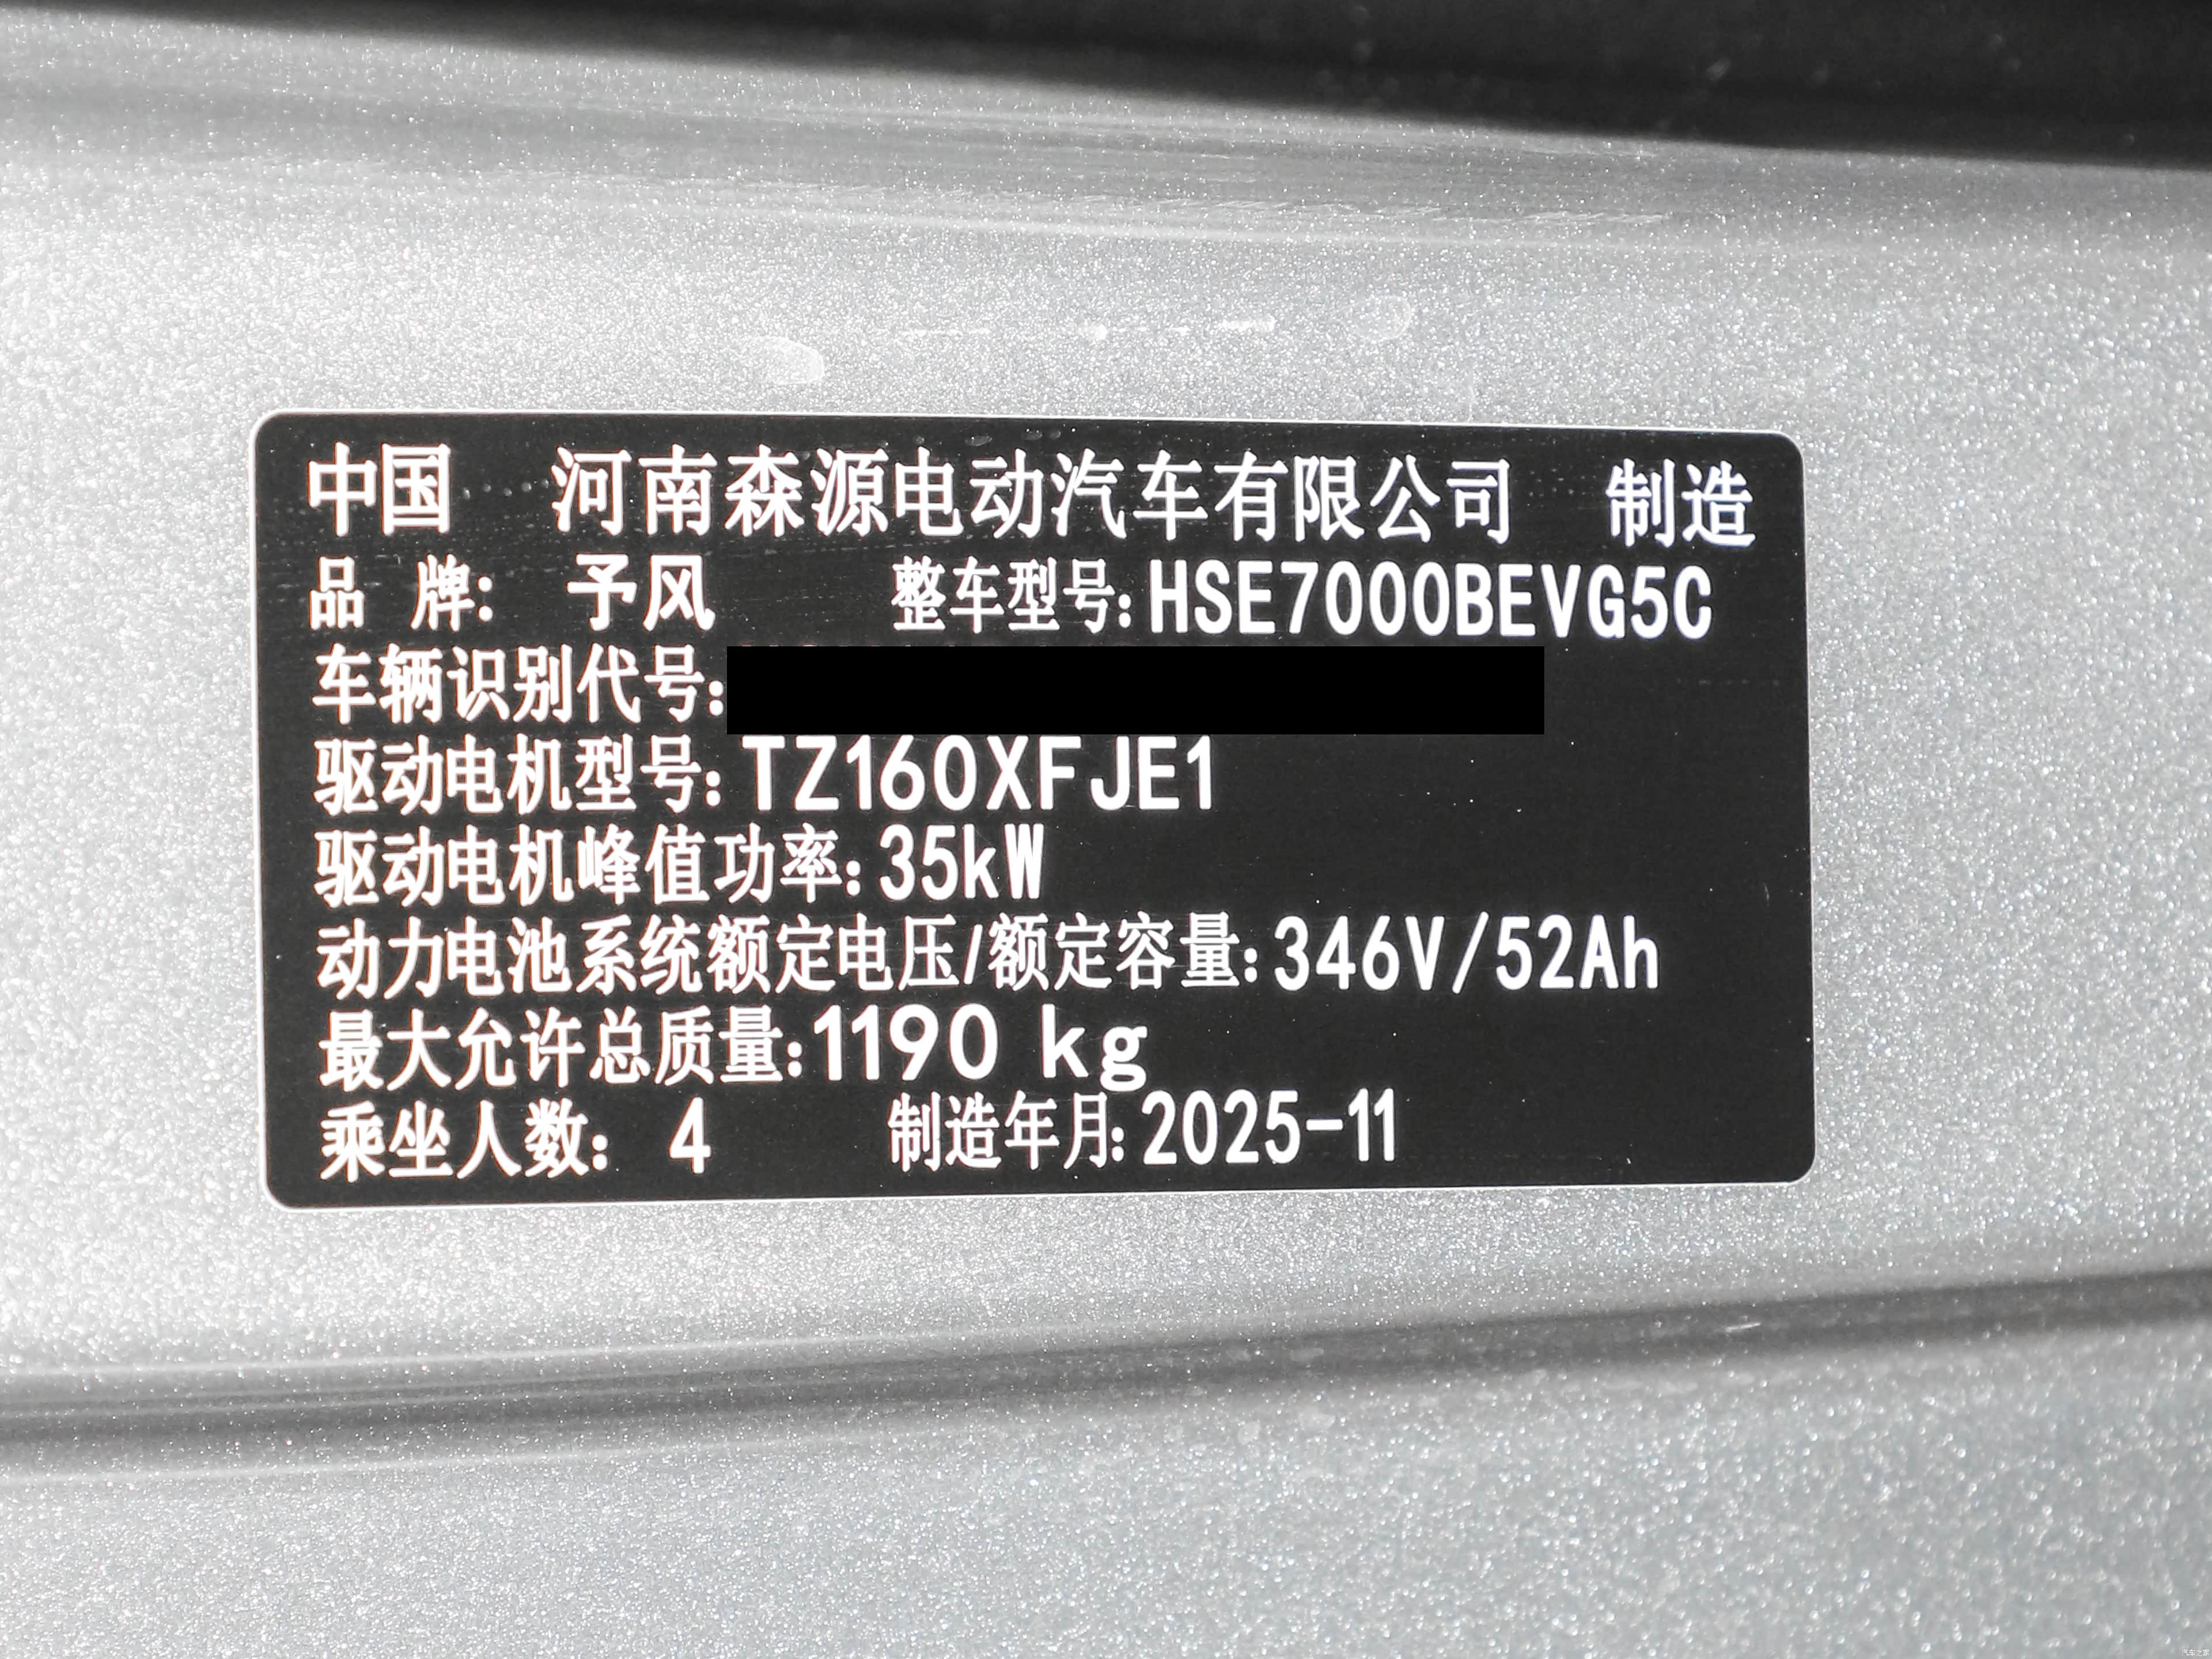 中国 河南森源电动汽车有限公司 制造
品 牌: 予风 整车型号:HSE7000BEVG5C
车辆识别代号:
驱动电机型号:TZ160XFJE1
驱动电机峰值功率:35kW
动力电池系统额定电压/额定容量:346V/52Ah
最大允许总质量:1190 kg
乘坐人数: 4 制造年月:2025-11
汽车之家